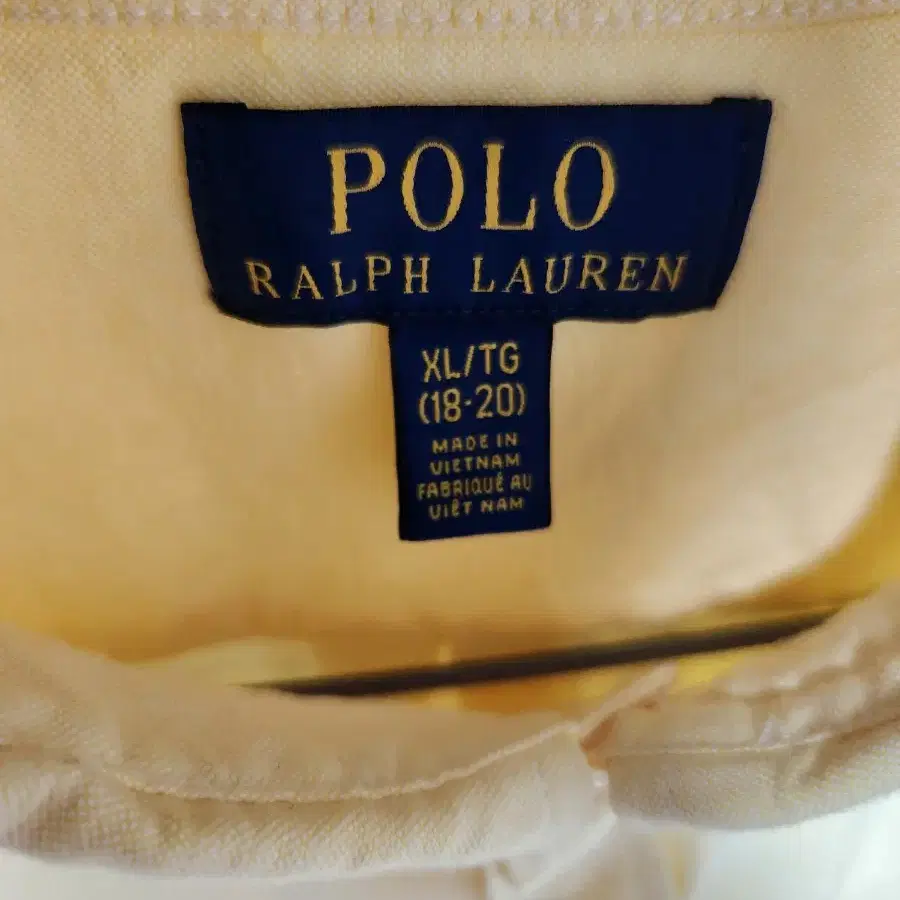 POLO
RALPH LAUREN
XL/TG
(18-20)
MADE IN
VIETNAM
FABRIQUÉ AU
VIÊT NAM